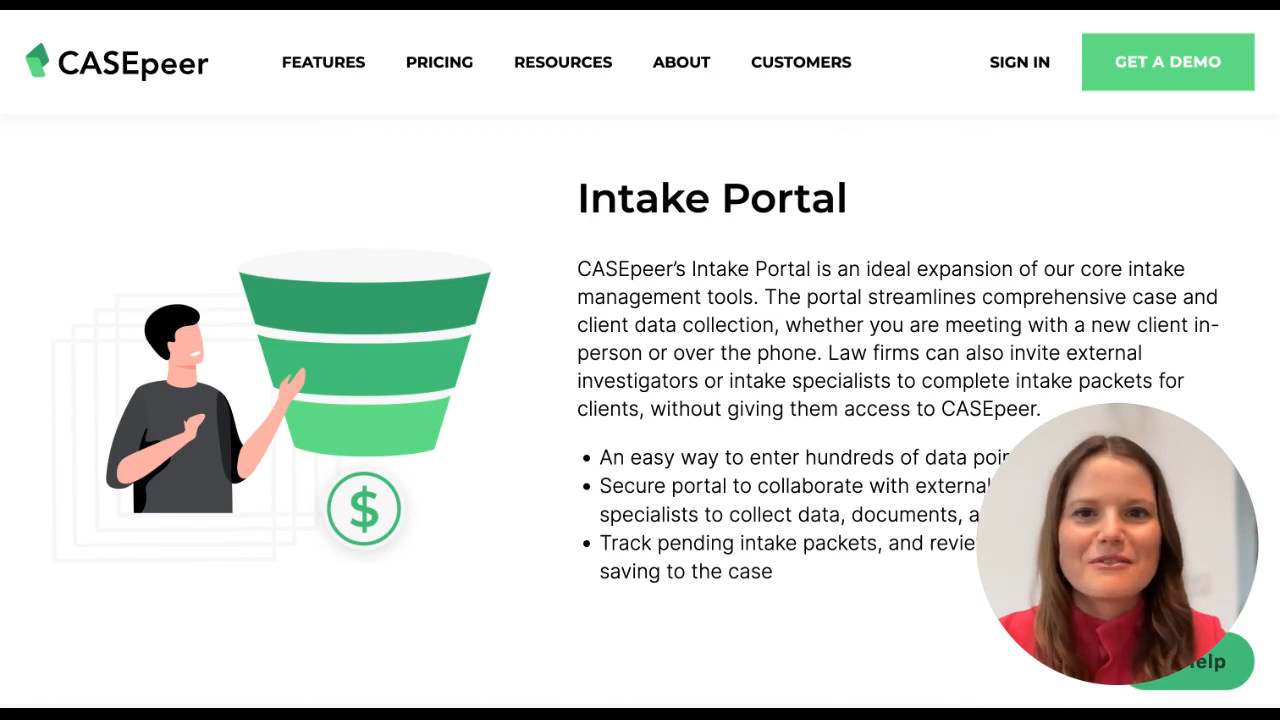 CASEpeer
FEATURES
PRICING
RESOURCES
ABOUT
CUSTOMERS
SIGN IN
GET A DEMO
Intake Portal
CASEpeer’s Intake Portal is an ideal expansion of our core intake
management tools. The portal streamlines comprehensive case and
client data collection, whether you are meeting with a new client in-
person or over the phone. Law firms can also invite external
investigators or intake specialists to complete intake packets for
clients, without giving them access to CASEpeer.
• An easy way to enter hundreds of data
• Secure portal to collaborate with external
specialists to collect data, documents,
• Track pending intake packets, and
saving to the case
$